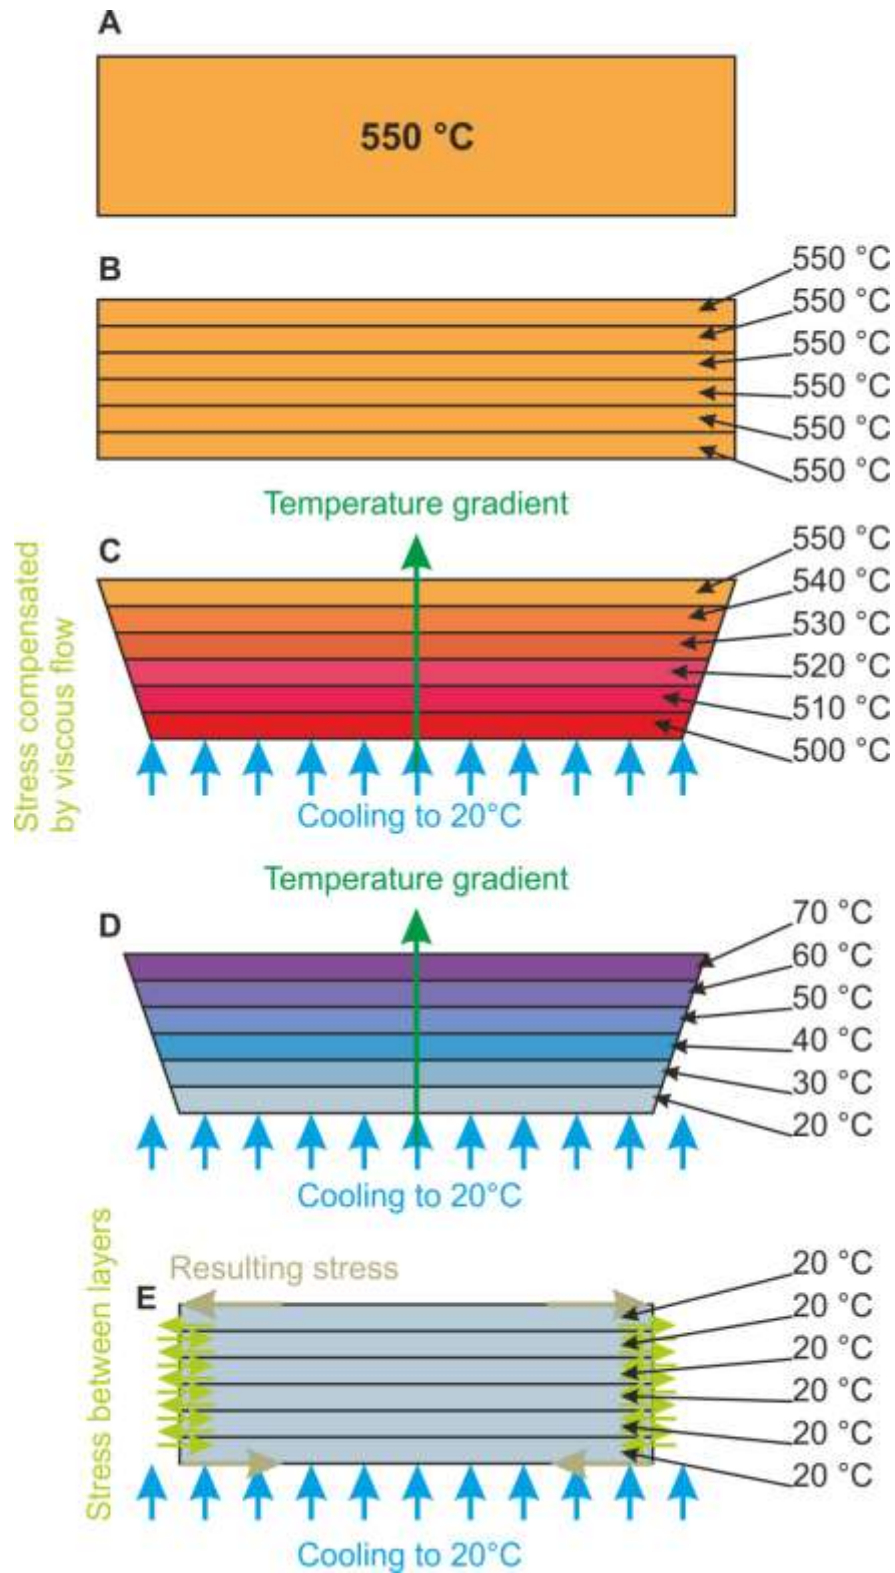 A
550 °C
B
550 °C
550 °C
550 °C
550 °C
550 °C
550 °C
Temperature gradient
Stress compensated
by viscous flow
C
550 °C
540 °C
530 °C
520 °C
510 °C
500 °C
Cooling to 20°C
Temperature gradient
D
70 °C
60 °C
50 °C
40 °C
30 °C
20 °C
Cooling to 20°C
Stress between layers
Resulting stress
E
20 °C
20 °C
20 °C
20 °C
20 °C
20 °C
Cooling to 20°C